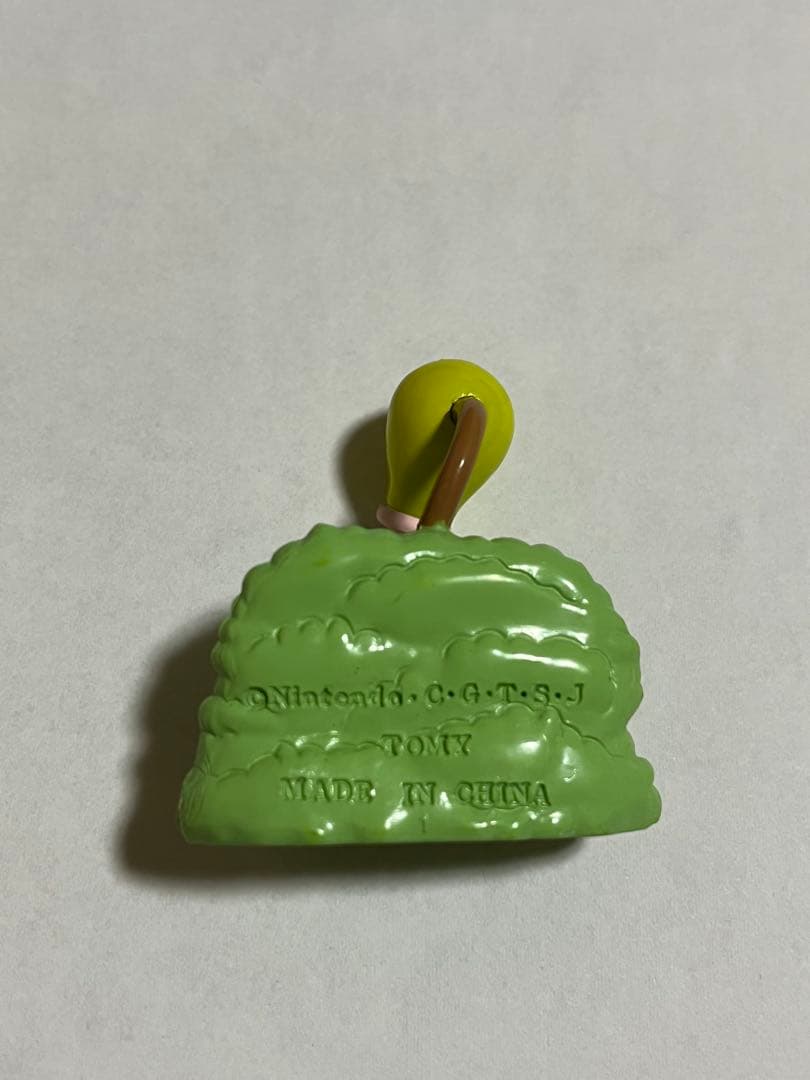 ©Nintendo・C・G・T・S・J
TOMY
MADE IN CHINA